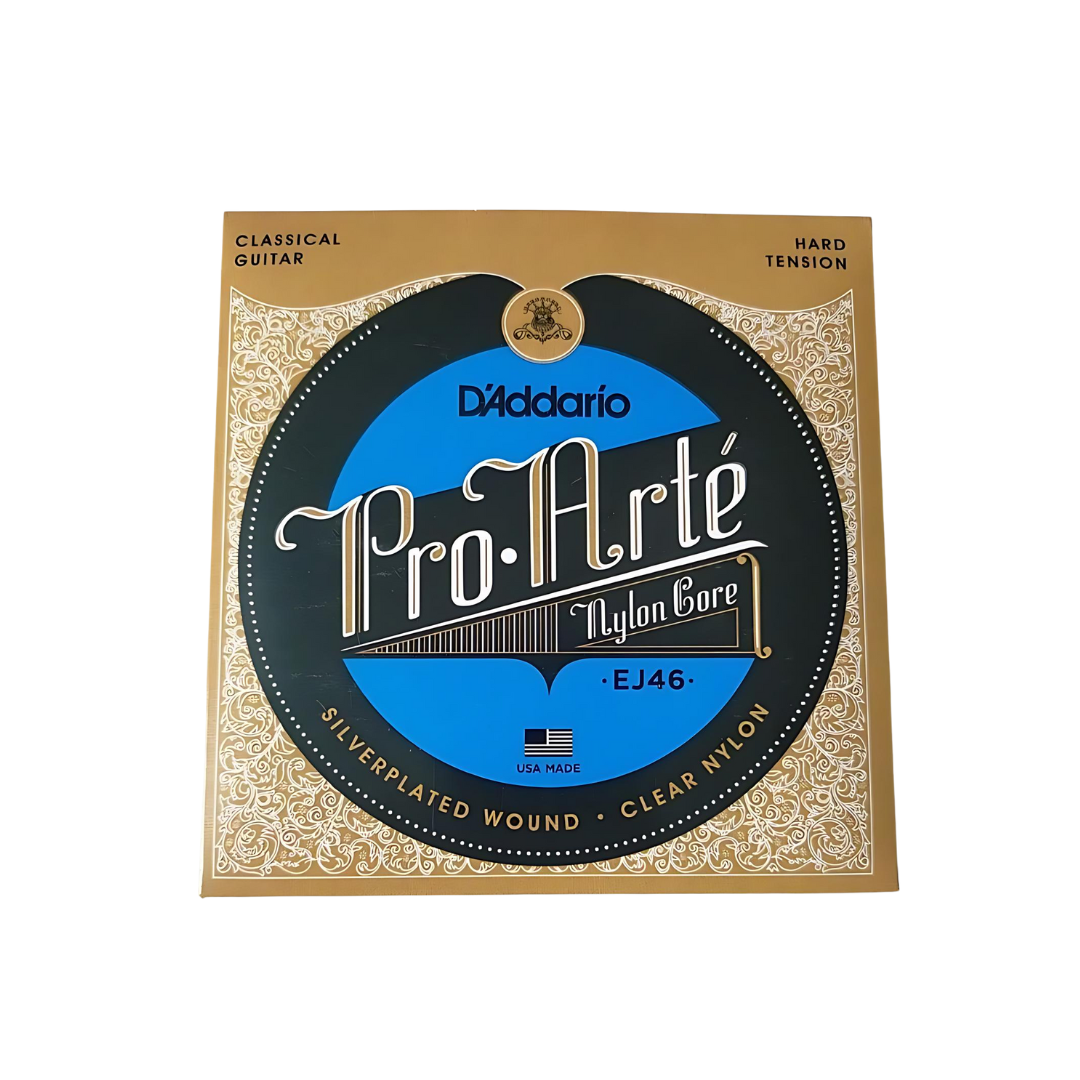 CLASSICAL
GUITAR
HARD
TENSION
D'Addario
Pro·Arté
Nylon Core
·EJ46·
USA MADE
SILVERPLATED WOUND · CLEAR NYLON